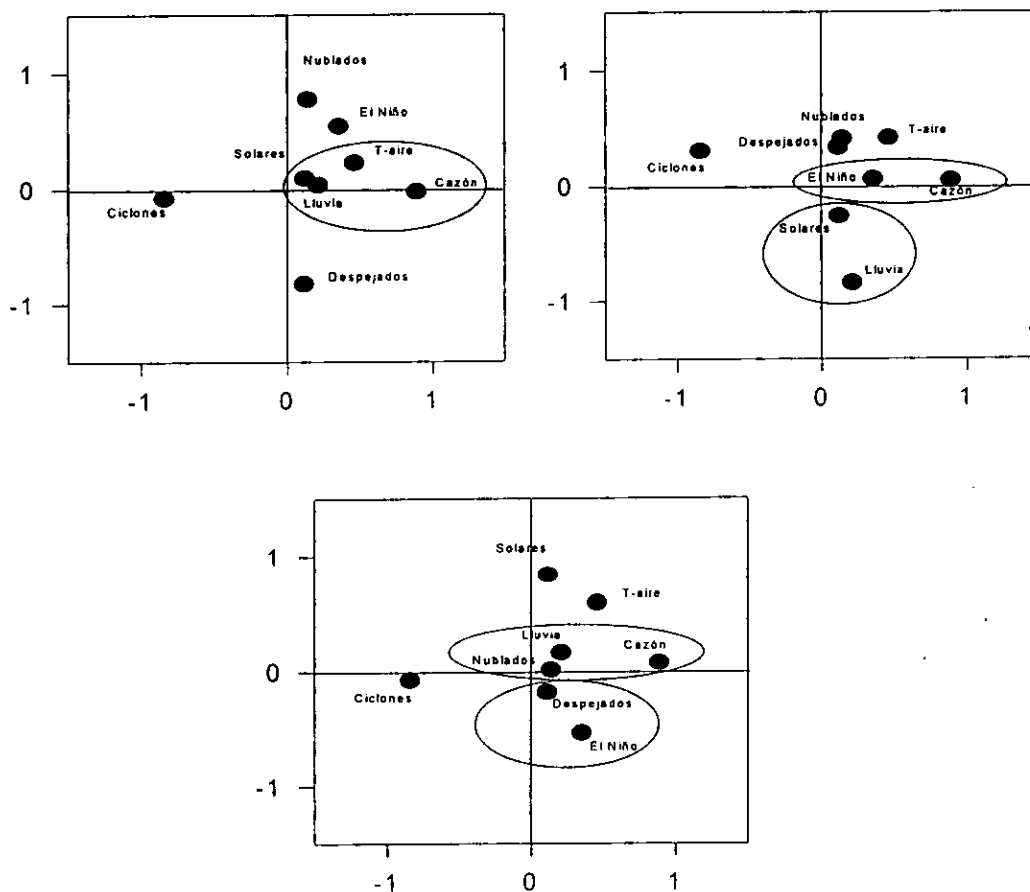 1
Nublados
El Niño
T-aire
Solares
0
Cazón
Lluvia
Ciclones
Despejados
-1
-1 0 1
1
Nublados
T-aire
Despejados
Ciclones
0
El Niño
Cazón
Solares
Lluvia
-1
-1 0 1
1
Solares
T-aire
Lluvia
Cazón
Nublados
0
Ciclones
Despejados
El Niño
-1
-1 0 1